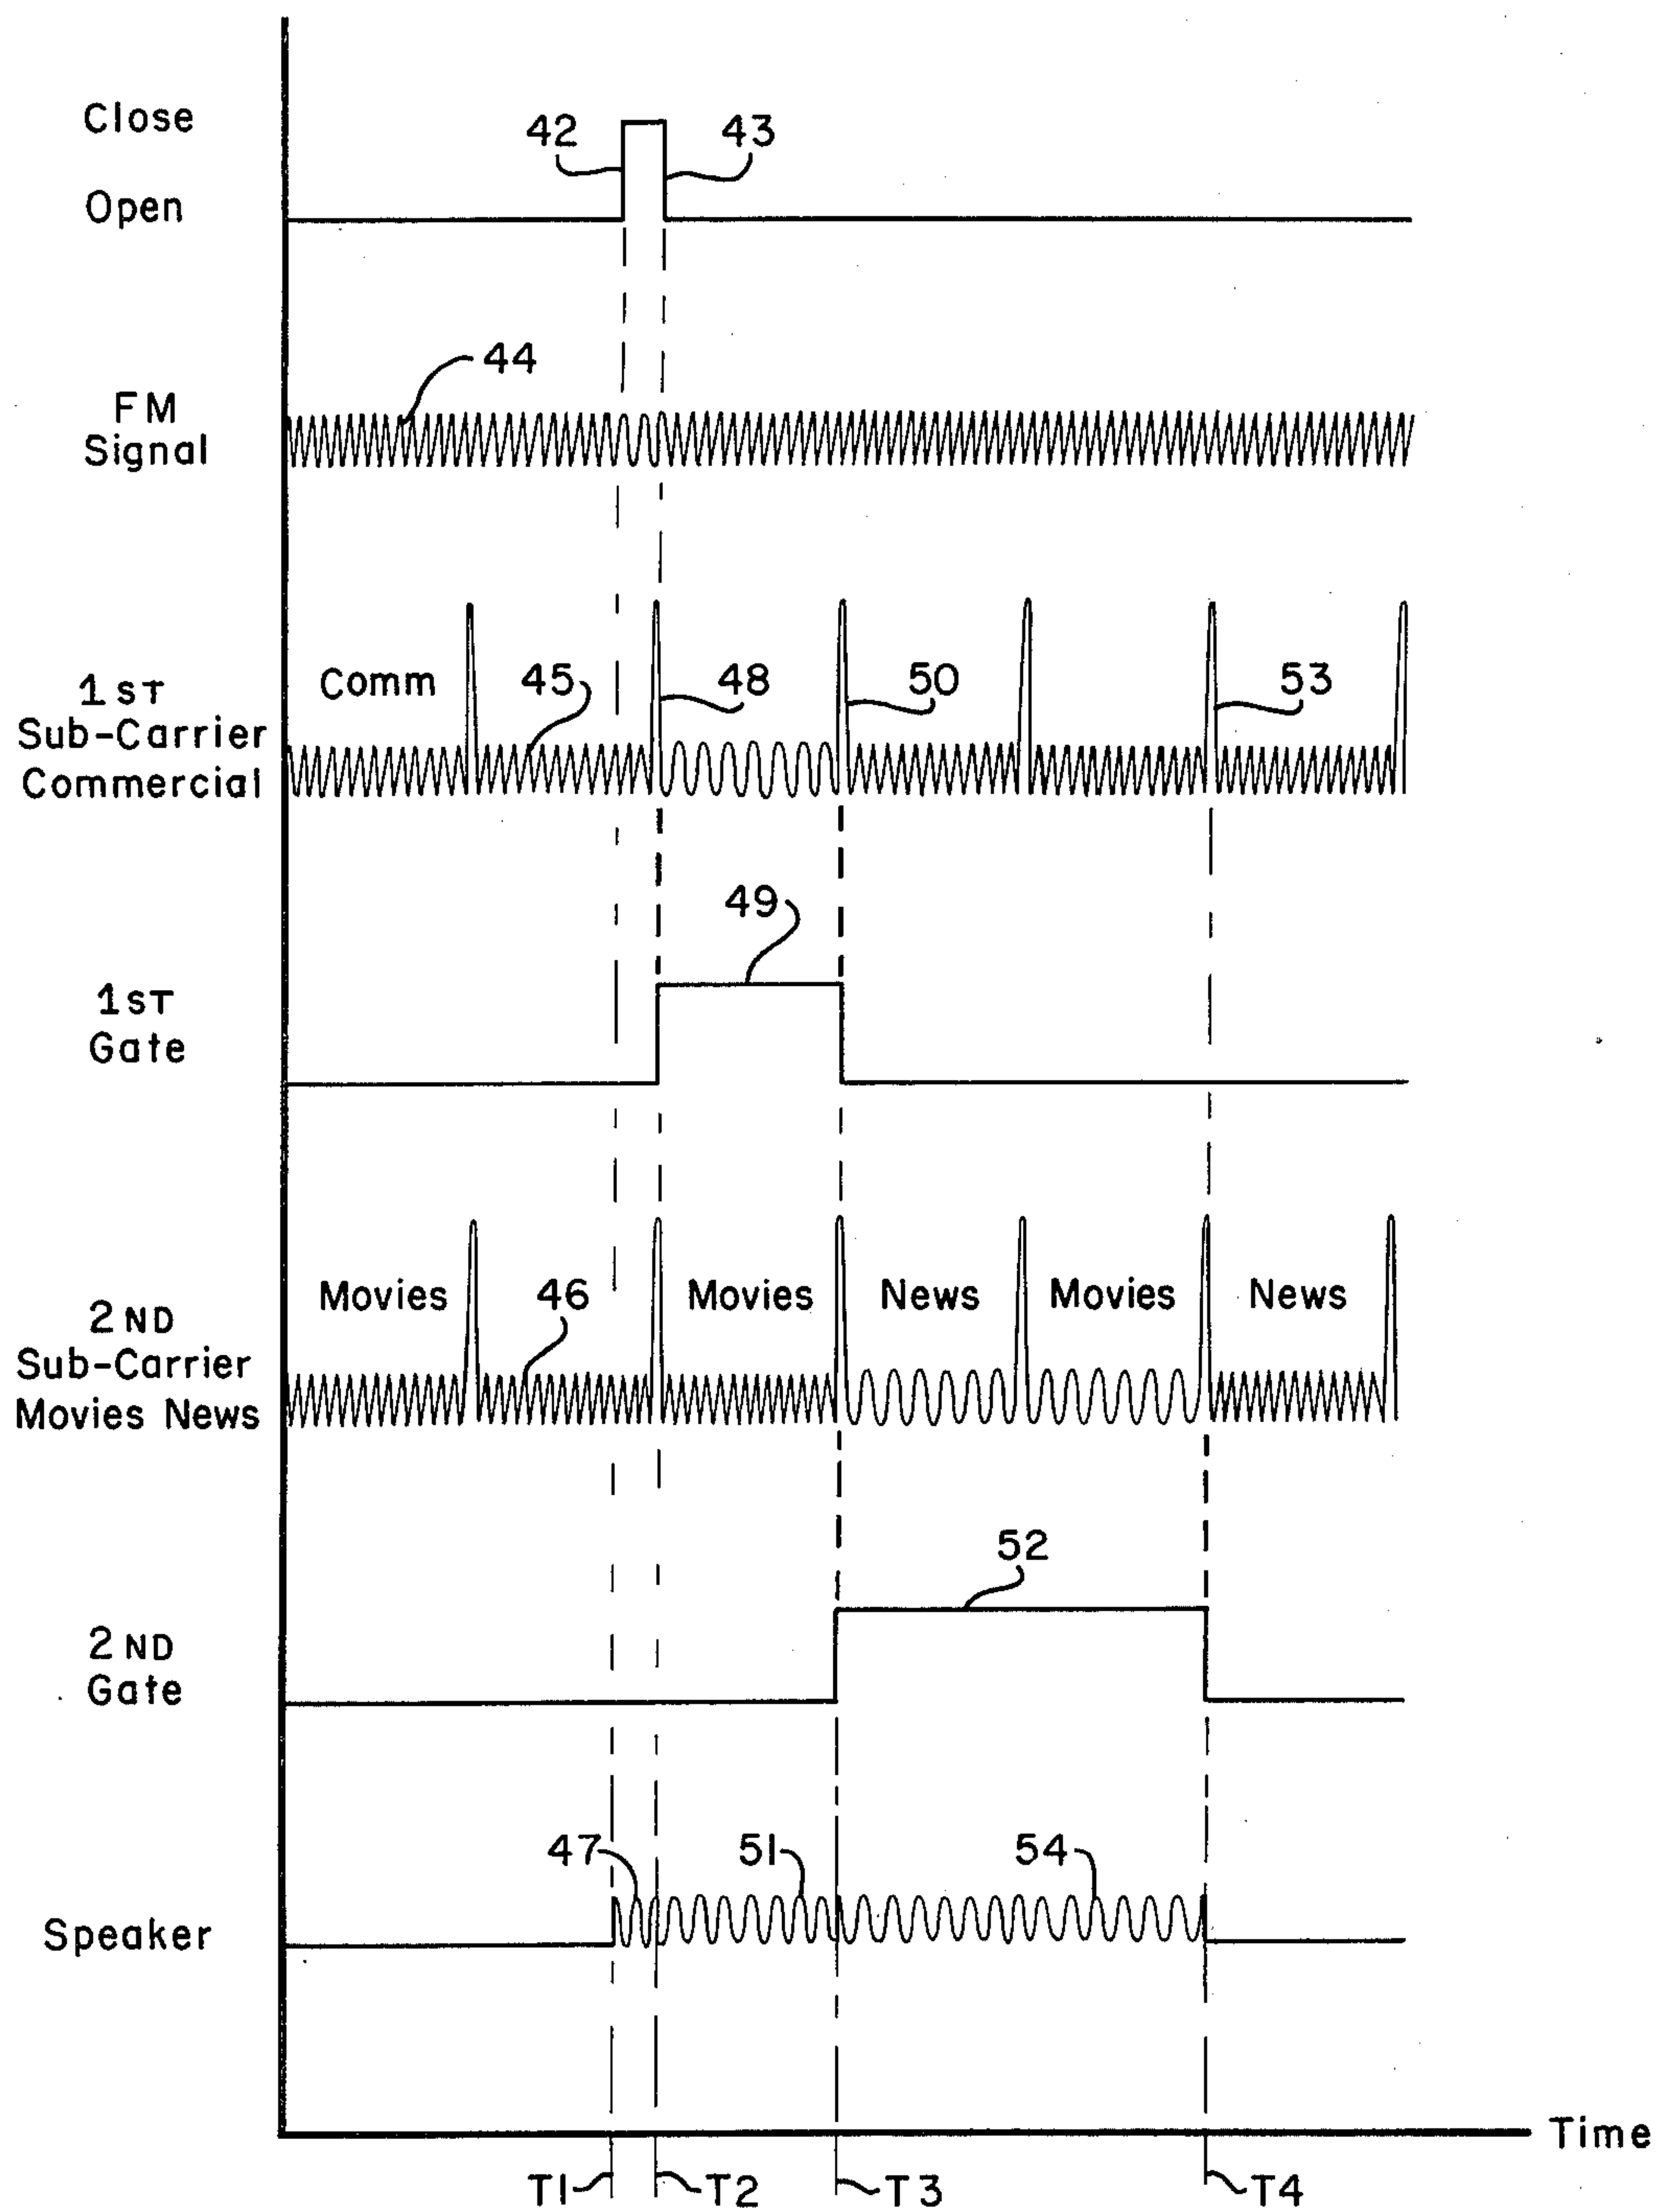 Close
42
43
Open
44
FM
Signal
Comm
45
48
50
53
1ST
Sub-Carrier
Commercial
49
1ST
Gate
Movies
46
Movies
News
Movies
News
2ND
Sub-Carrier
Movies News
52
2ND
Gate
47
51
54
Speaker
Time
T1
T2
T3
T4